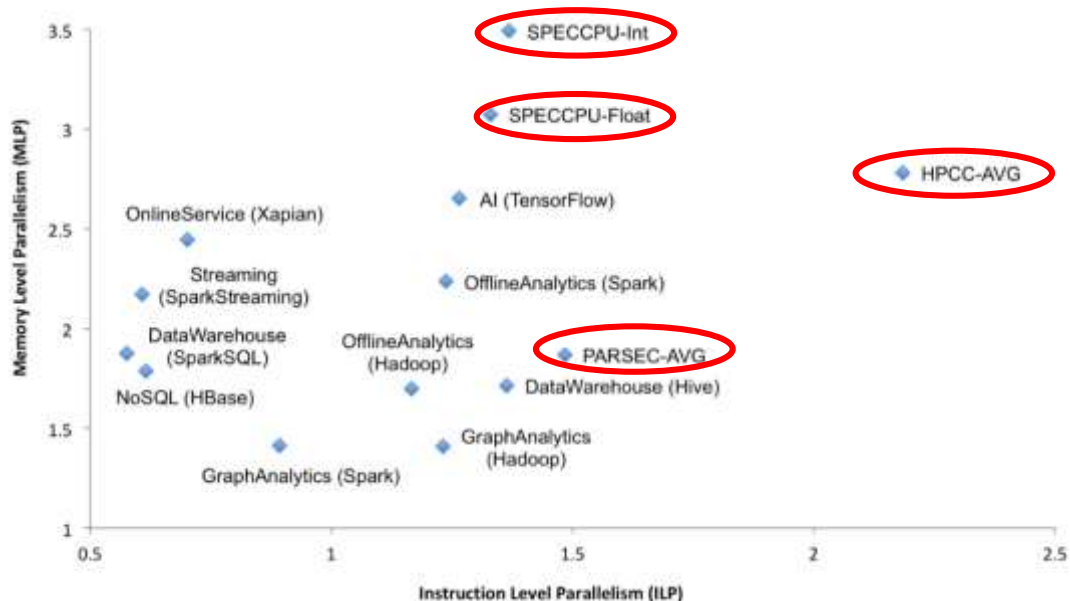 3.5
SPECCPU-Int
3
SPECCPU-Float
HPCC-AVG
AI (TensorFlow)
OnlineService (Xapian)
2.5
Streaming
(SparkStreaming)
OfflineAnalytics (Spark)
2
DataWarehouse
(SparkSQL)
OfflineAnalytics
(Hadoop)
PARSEC-AVG
NoSQL (HBase)
DataWarehouse (Hive)
1.5
GraphAnalytics (Spark)
GraphAnalytics
(Hadoop)
1
0.5
1
1.5
2
2.5
Memory Level Parallelism (MLP)
Instruction Level Parallelism (ILP)